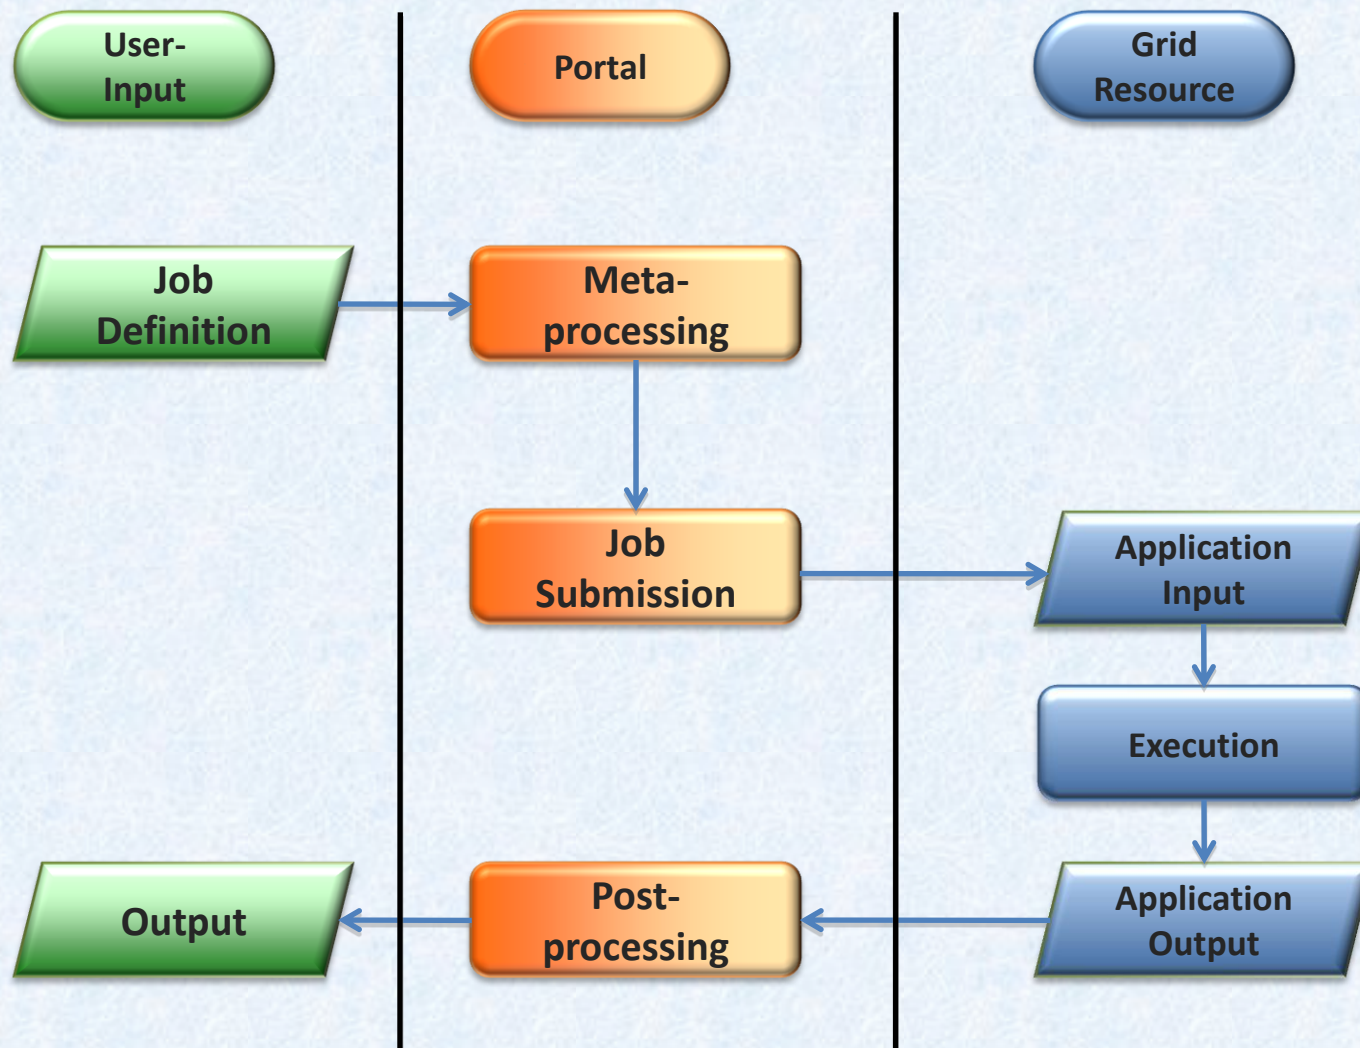 User-
Input
Portal
Grid
Resource
Job
Definition
Meta-
processing
Job
Submission
Application
Input
Execution
Output
Post-
processing
Application
Output